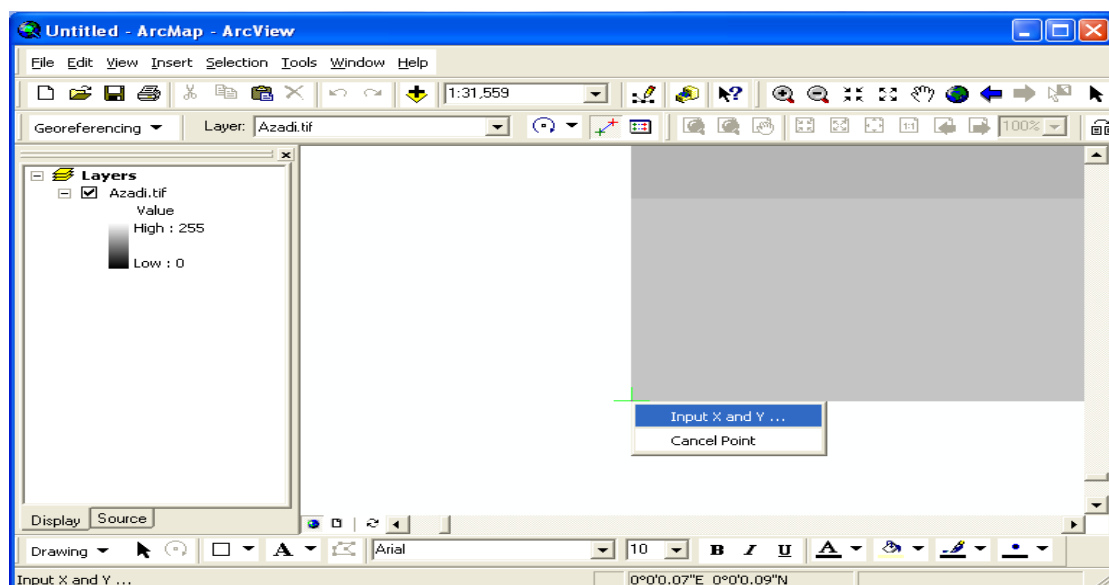 Untitled - ArcMap - ArcView
File Edit View Insert Selection Tools Window Help
1:31,559
Georeferencing Layer: Azadi.tif 100%
Layers
Azadi.tif
Value
High : 255
Low : 0
Input X and Y ...
Cancel Point
Display Source
Drawing A Arial 10 B I U A
Input X and Y ... 0°0'0.07"E 0°0'0.09"N